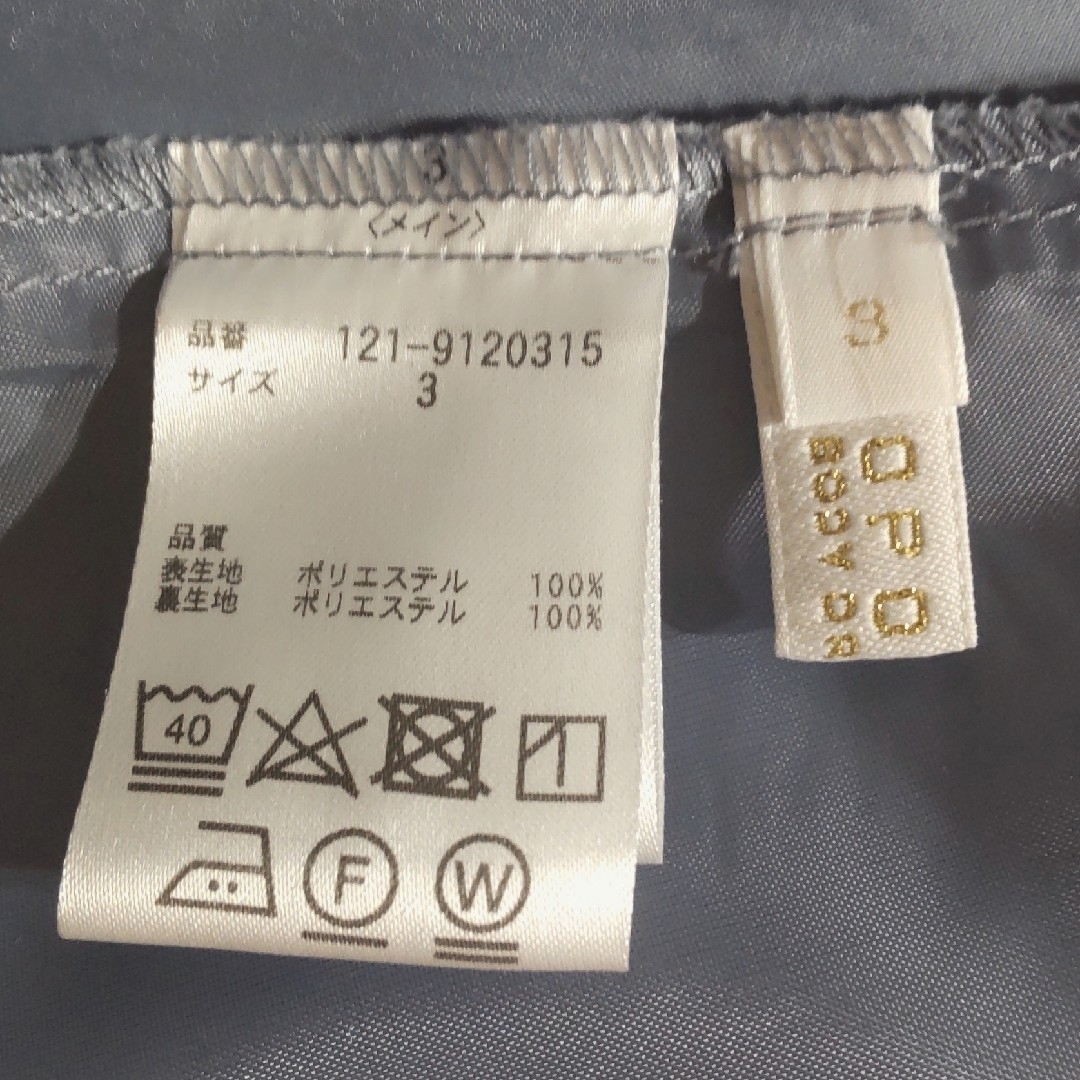 3
〈メイン〉
品番 121-9120315
サイズ 3
品質
表生地 ポリエステル 100%
裏生地 ポリエステル 100%
40
F
W
3
OPO